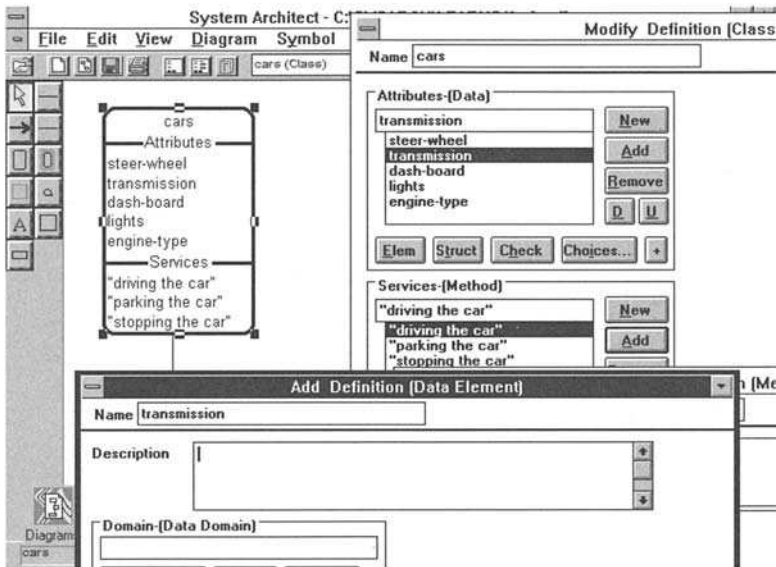 System Architect - C:
File Edit View Diagram Symbol
cars (Class)
cars
Attributes
steer-wheel
transmission
dash-board
lights
engine-type
Services
"driving the car"
"parking the car"
"stopping the car"
A
Diagram
cars
Modify Definition (Class
Name cars
Attributes-(Data)
transmission
steer-wheel
transmission
dash-board
lights
engine-type
New
Add
Remove
D U
Elem Struct Check Choices... +
Services-(Method)
"driving the car"
"driving the car"
"parking the car"
"stopping the car"
New
Add
Add Definition (Data Element)
Name transmission
Description
Domain-(Data Domain)
n (Me